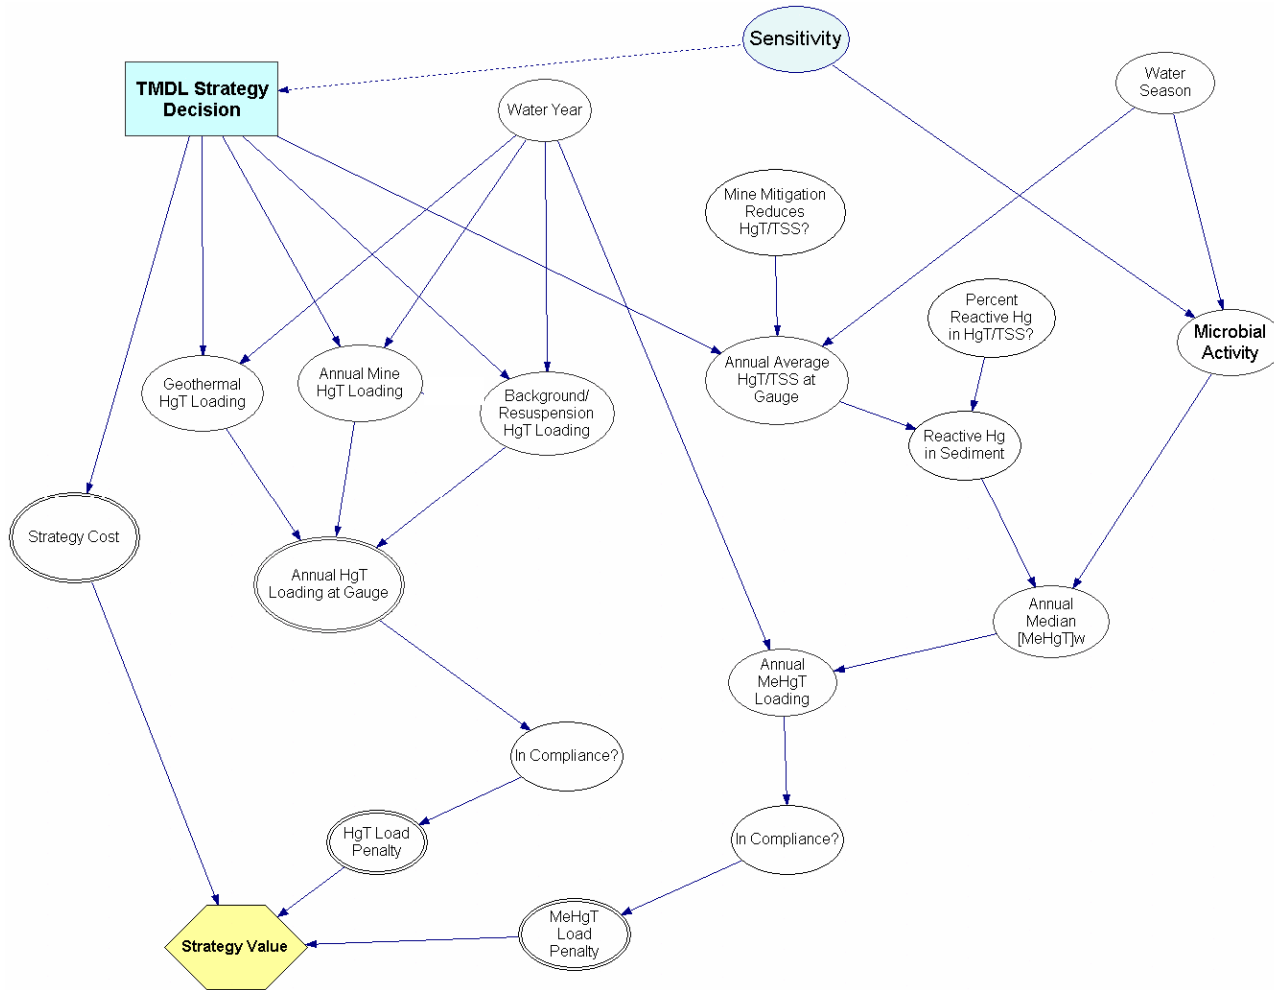 Sensitivity
TMDL Strategy
Decision
Water Year
Water
Season
Mine Mitigation
Reduces
HgT/TSS?
Percent
Reactive Hg
in HgT/TSS?
Microbial
Activity
Geothermal
HgT Loading
Annual Mine
HgT Loading
Background/
Resuspension
HgT Loading
Annual Average
HgT/TSS at
Gauge
Reactive Hg
in Sediment
Strategy Cost
Annual HgT
Loading at Gauge
Annual
Median
[MeHgT]w
Annual
MeHgT
Loading
In Compliance?
In Compliance?
HgT Load
Penalty
MeHgT
Load
Penalty
Strategy Value